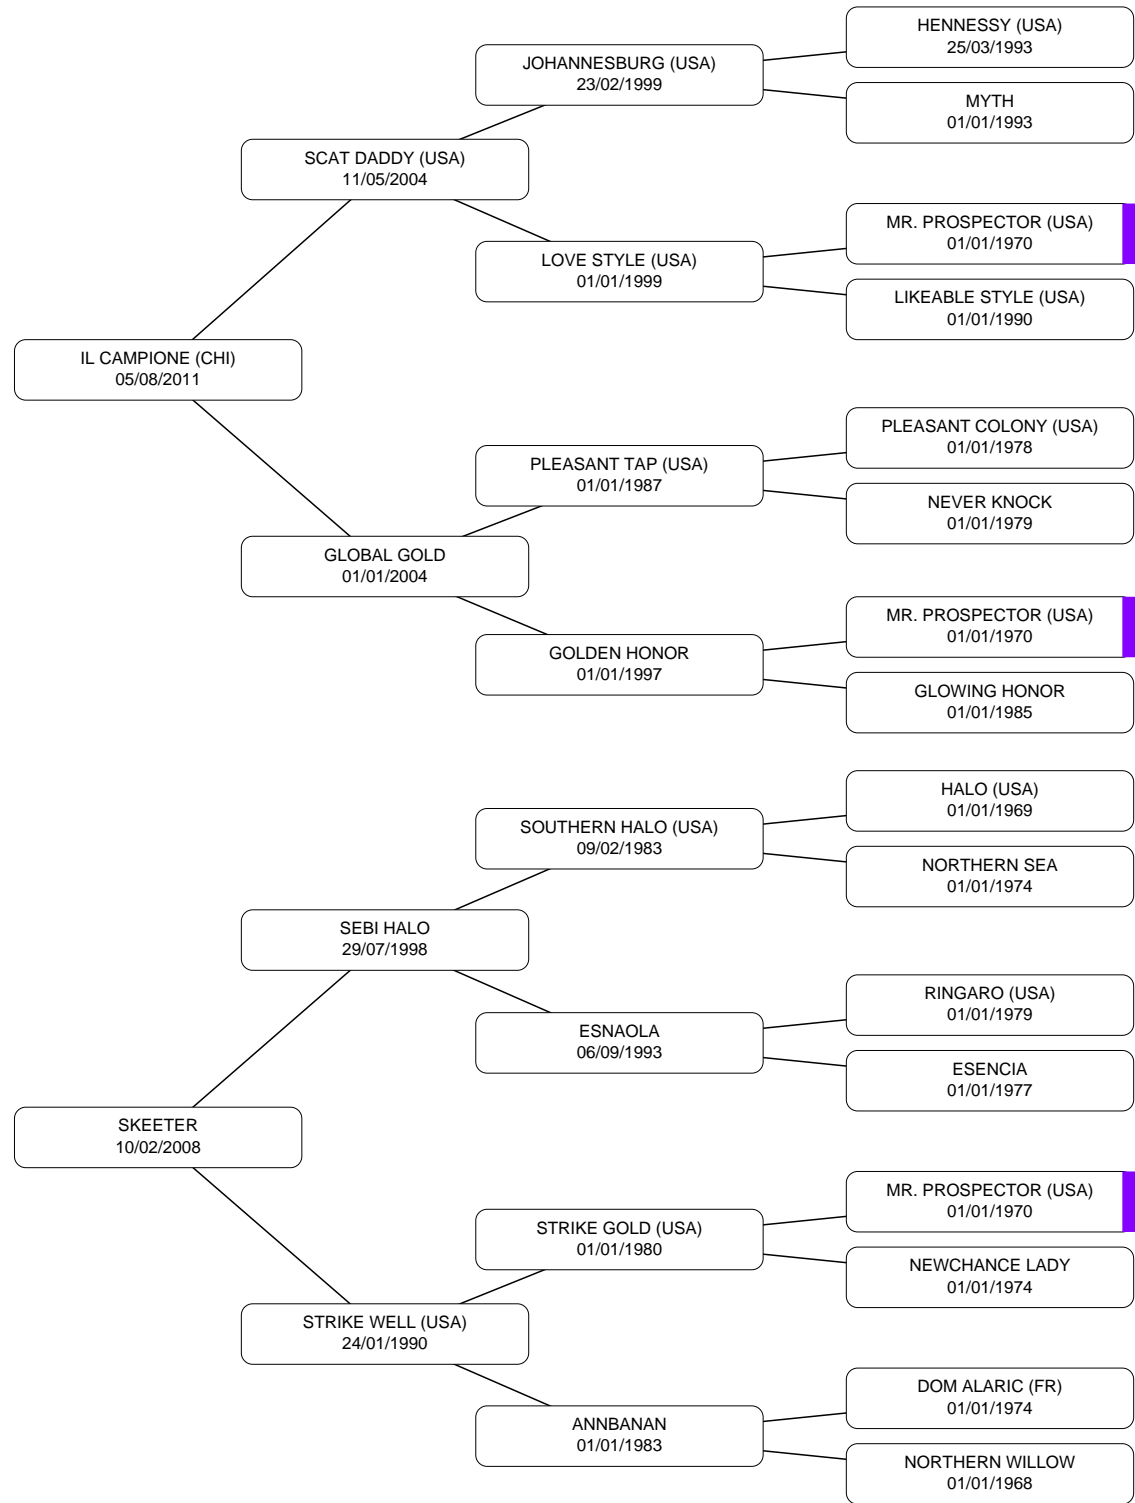 HENNESSY (USA)
25/03/1993
JOHANNESBURG (USA)
23/02/1999
MYTH
01/01/1993
SCAT DADDY (USA)
11/05/2004
MR. PROSPECTOR (USA)
01/01/1970
LOVE STYLE (USA)
01/01/1999
LIKEABLE STYLE (USA)
01/01/1990
IL CAMPIONE (CHI)
05/08/2011
PLEASANT COLONY (USA)
01/01/1978
PLEASANT TAP (USA)
01/01/1987
NEVER KNOCK
01/01/1979
GLOBAL GOLD
01/01/2004
MR. PROSPECTOR (USA)
01/01/1970
GOLDEN HONOR
01/01/1997
GLOWING HONOR
01/01/1985
HALO (USA)
01/01/1969
SOUTHERN HALO (USA)
09/02/1983
NORTHERN SEA
01/01/1974
SEBI HALO
29/07/1998
RINGARO (USA)
01/01/1979
ESNAOLA
06/09/1993
ESENCIA
01/01/1977
SKEETER
10/02/2008
MR. PROSPECTOR (USA)
01/01/1970
STRIKE GOLD (USA)
01/01/1980
NEWCHANCE LADY
01/01/1974
STRIKE WELL (USA)
24/01/1990
DOM ALARIC (FR)
01/01/1974
ANNBANAN
01/01/1983
NORTHERN WILLOW
01/01/1968